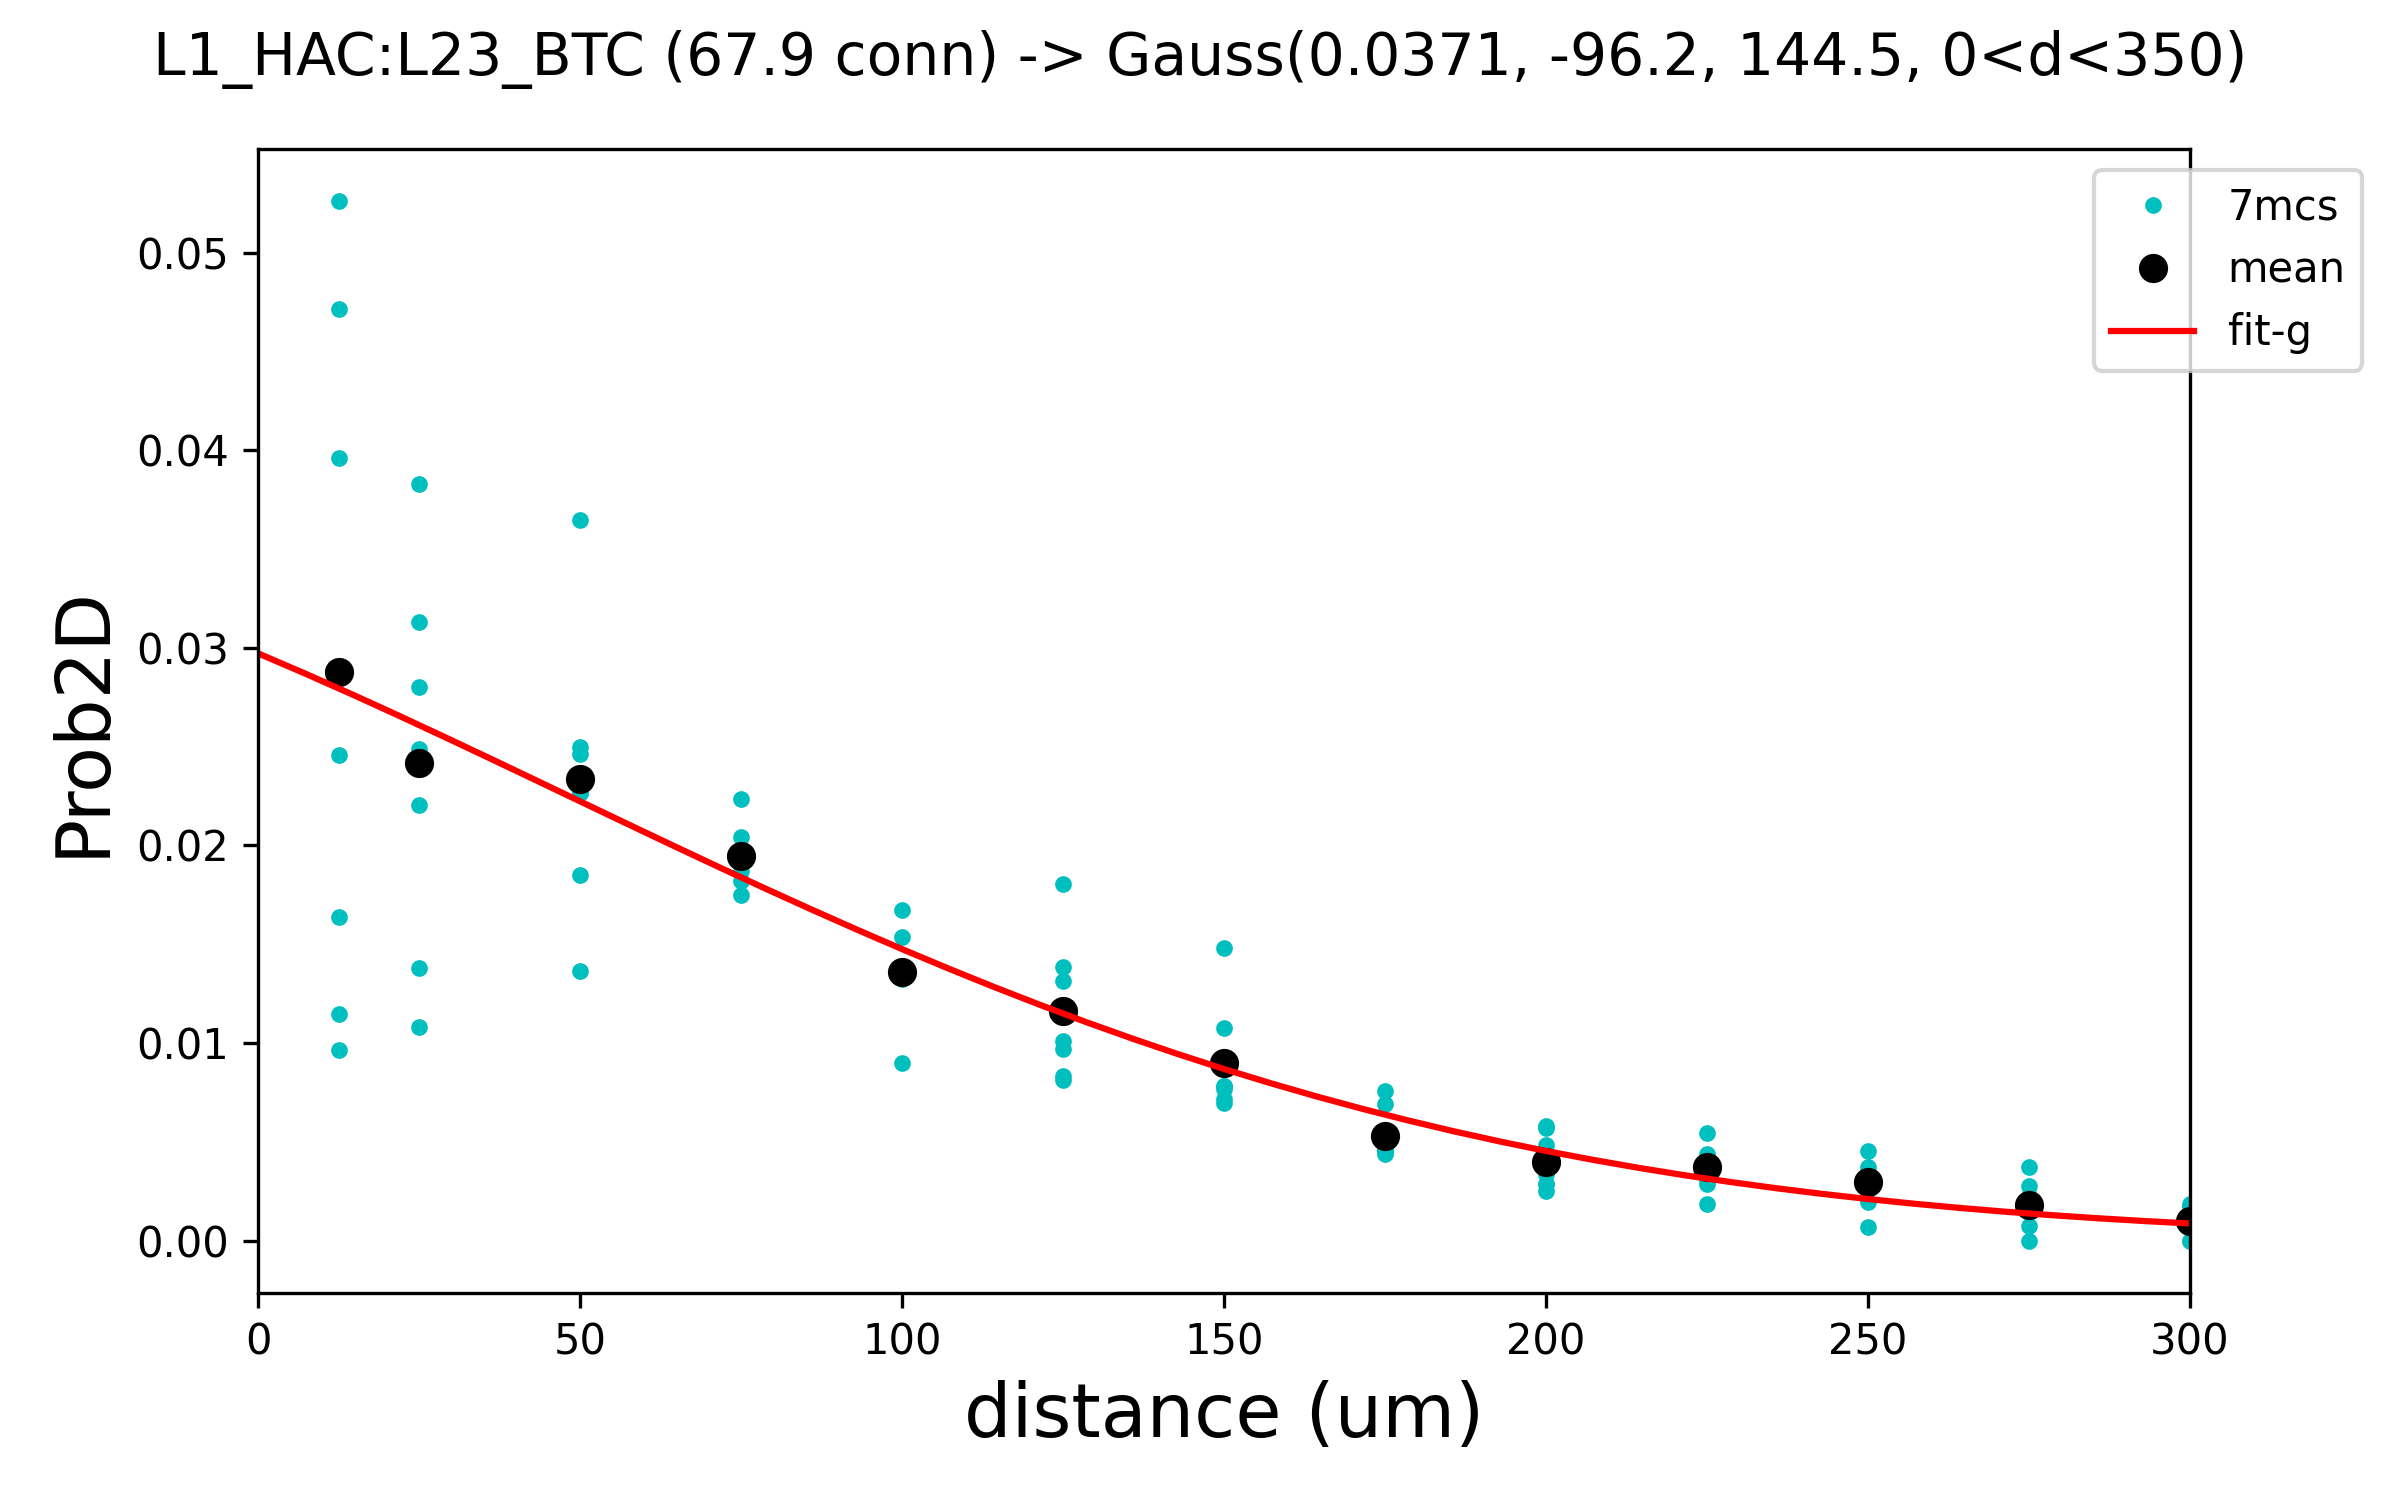 L1_HAC:L23_BTC (67.9 conn) -> Gauss(0.0371, -96.2, 144.5, 0<d<350)
7mcs
mean
fit-g
0.05
0.04
0.03
0.02
0.01
0.00
Prob2D
0 50 100 150 200 250 300
distance (um)